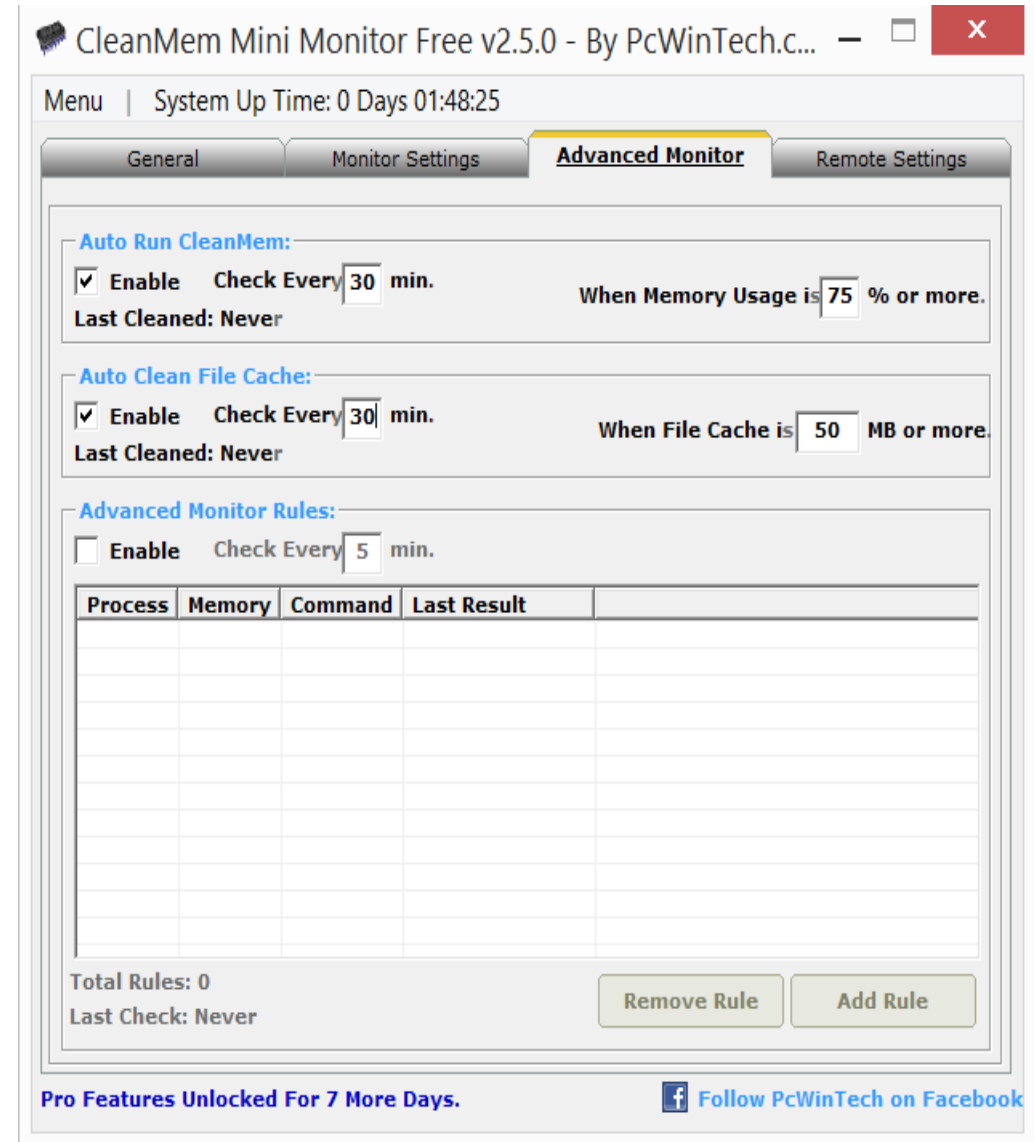 CleanMem Mini Monitor Free v2.5.0 - By PcWinTech.c...
Menu | System Up Time: 0 Days 01:48:25
General Monitor Settings Advanced Monitor Remote Settings
Auto Run CleanMem:
Enable Check Every 30 min. When Memory Usage is 75 % or more.
Last Cleaned: Never
Auto Clean File Cache:
Enable Check Every 30 min. When File Cache is 50 MB or more.
Last Cleaned: Never
Advanced Monitor Rules:
Enable Check Every 5 min.
Process Memory Command Last Result
Total Rules: 0
Last Check: Never
Remove Rule Add Rule
Pro Features Unlocked For 7 More Days. Follow PcWinTech on Facebook